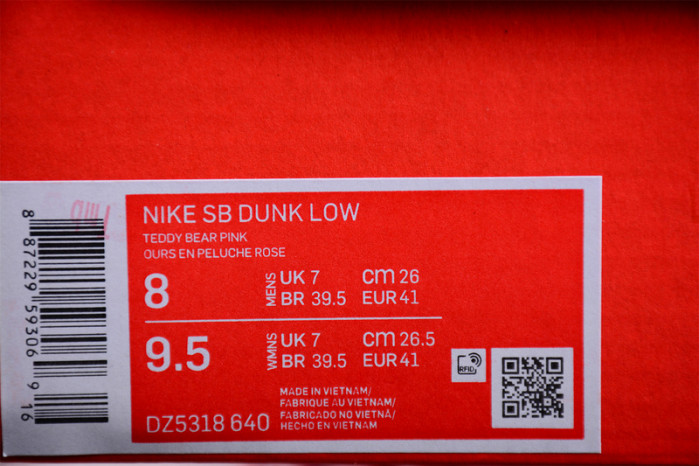 NIKE SB DUNK LOW
TEDDY BEAR PINK
OURS EN PELUCHE ROSE
8 MENS UK 7 CM 26
BR 39.5 EUR 41
9.5 WMNS UK 7 CM 26.5
BR 39.5 EUR 41
RFID
MADE IN VIETNAM/
FABRIQUE AU VIETNAM/
FABRICADO NO VIETNÃ/
HECHO EN VIETNAM
DZ5318 640
8 87229 59306 9 16